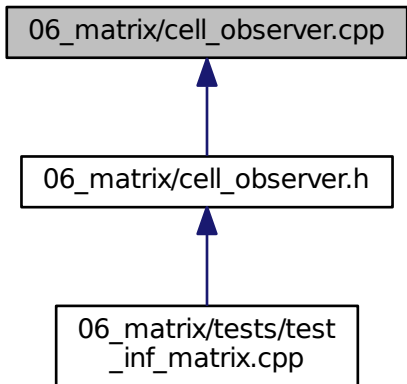 06_matrix/cell_observer.cpp
06_matrix/cell_observer.h
06_matrix/tests/test
_inf_matrix.cpp